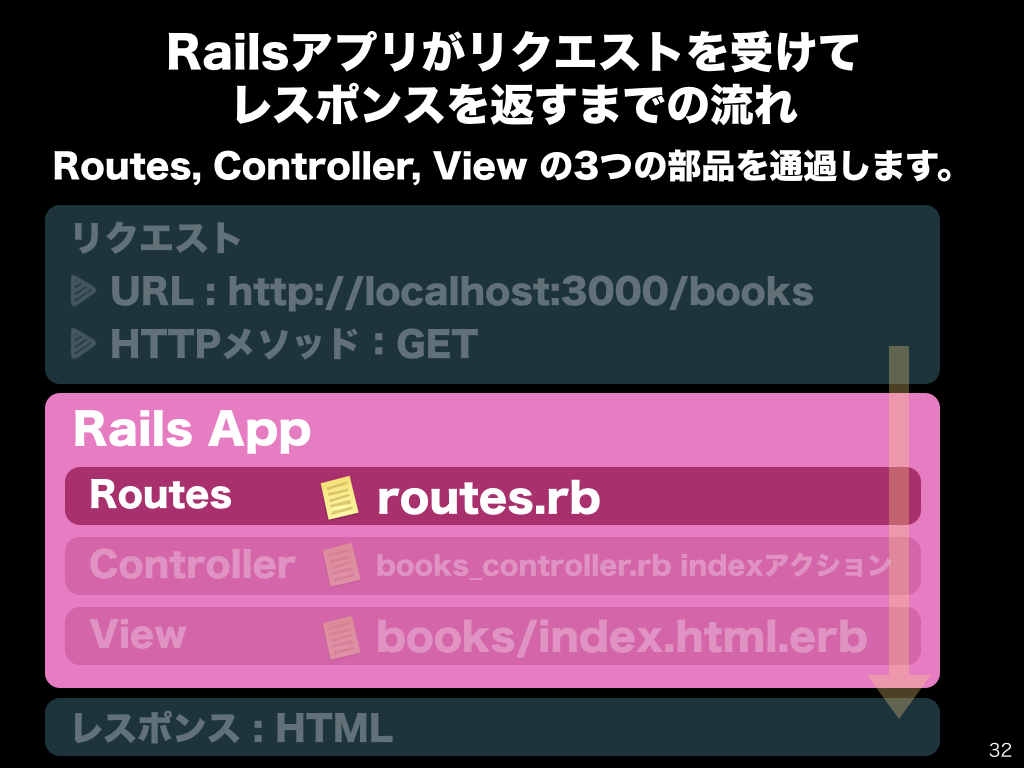 Railsアプリがリクエストを受けて
レスポンスを返すまでの流れ
Routes, Controller, View の3つの部品を通過します。
リクエスト
URL : http://localhost:3000/books
HTTPメソッド：GET
Rails App
Routes routes.rb
Controller books_controller.rb indexアクション
View books/index.html.erb
レスポンス : HTML
32